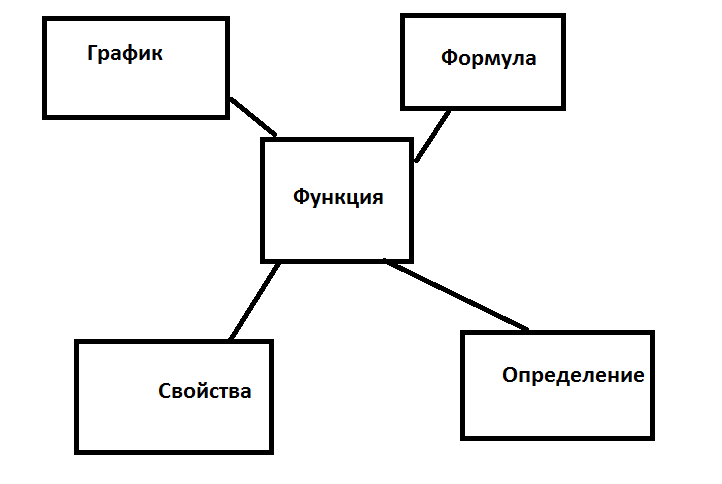 График
Формула
Функция
Свойства
Определение